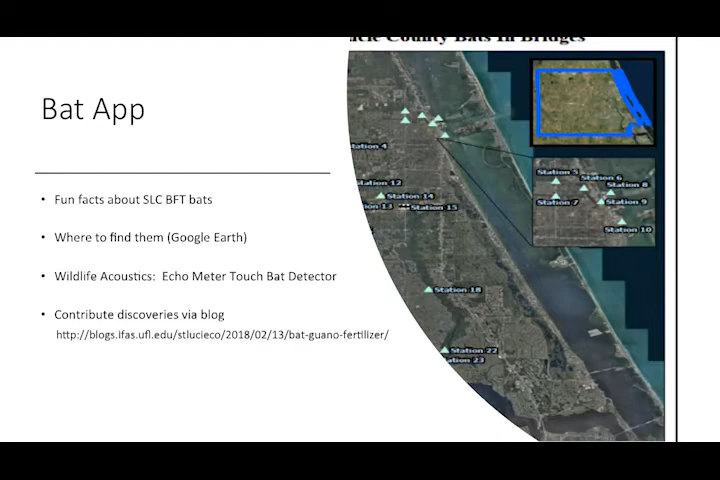 County Bats In Bridges
Bat App
• Fun facts about SLC BFT bats
• Where to find them (Google Earth)
• Wildlife Acoustics: Echo Meter Touch Bat Detector
• Contribute discoveries via blog
http://blogs.ifas.ufl.edu/stlucieco/2018/02/13/bat-guano-fertilizer/
Station 4
Station 12
Station 14
13
Station 15
Station 18
Station 22
Station 23
Station 5
Station 6
Station 8
Station 7
Station 9
Station 10